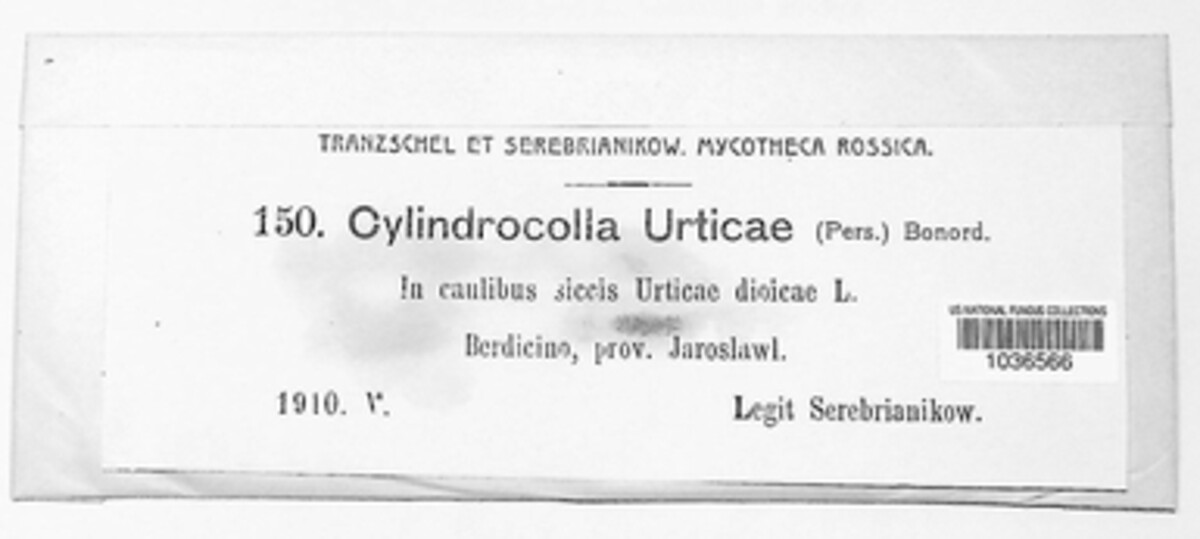 TRANZSCHEL ET SEREBRIANIKOW. MYCOTHECA ROSSICA.
150. Cylindrocolla Urticae (Pers.) Bonord.
In caulibus siccis Urticae dioicae L.
Berdicino, prov. Jaroslawl.
US NATIONAL FUNGUS COLLECTIONS
1036566
1910. V.
Legit Serebrianikow.